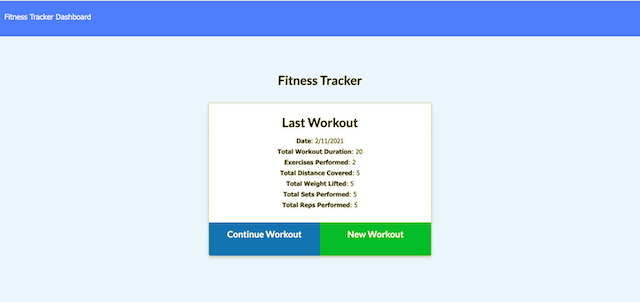 Fitness Tracker Dashboard
Fitness Tracker
Last Workout
Date: 2/11/2021
Total Workout Duration: 20
Exercises Performed: 2
Total Distance Covered: 5
Total Weight Lifted: 5
Total Sets Performed: 5
Total Reps Performed: 5
Continue Workout
New Workout